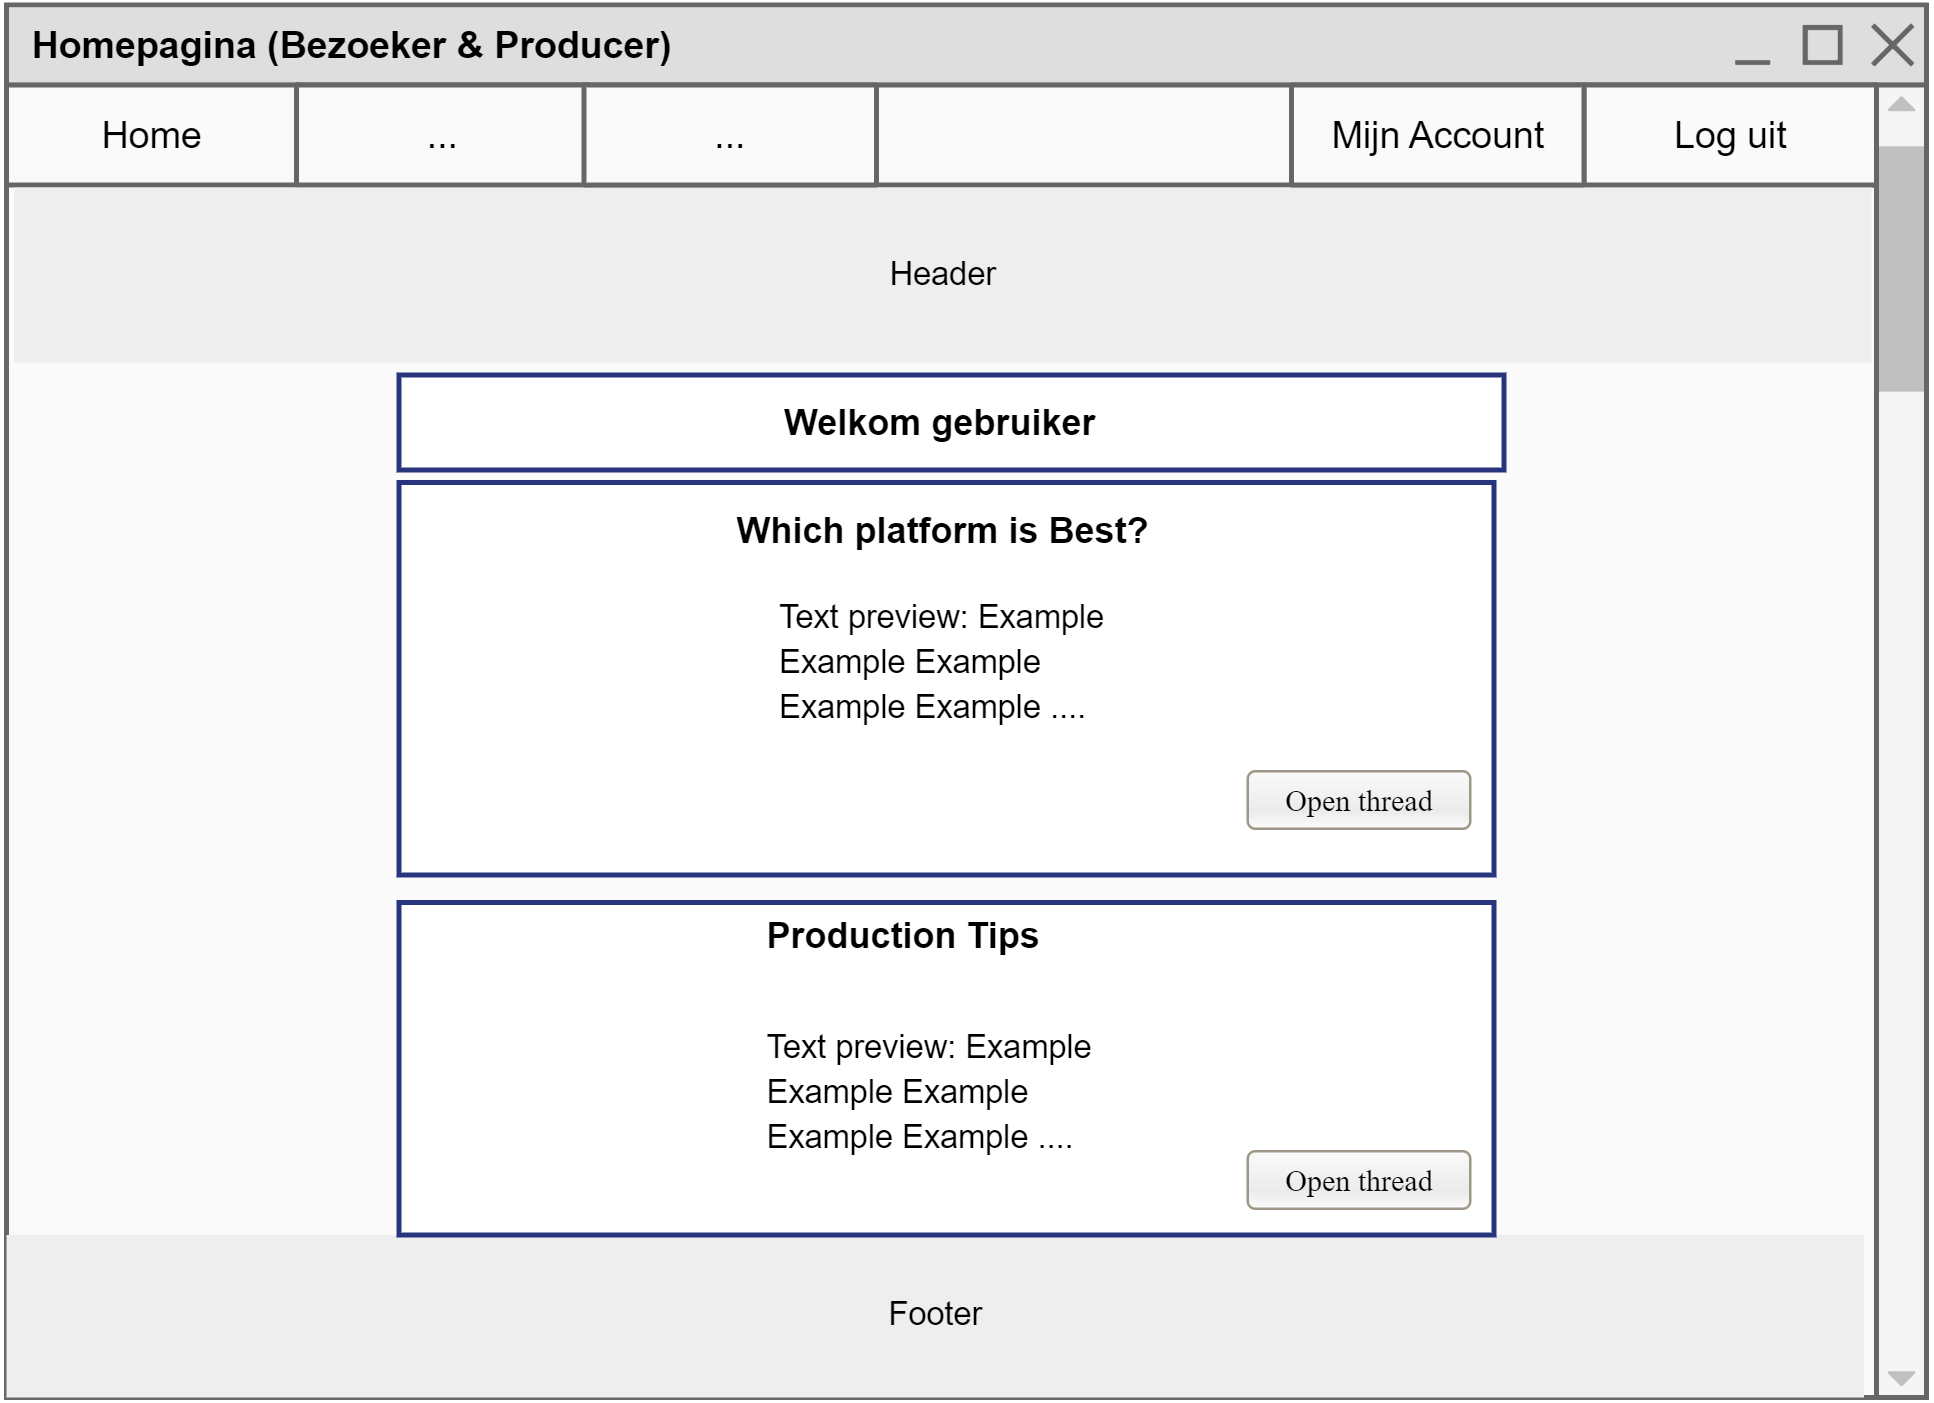 Homepagina (Bezoeker & Producer)
Home
...
...
Mijn Account
Log uit
Header
Welkom gebruiker
Which platform is Best?
Text preview: Example
Example Example
Example Example ....
Open thread
Production Tips
Text preview: Example
Example Example
Example Example ....
Open thread
Footer